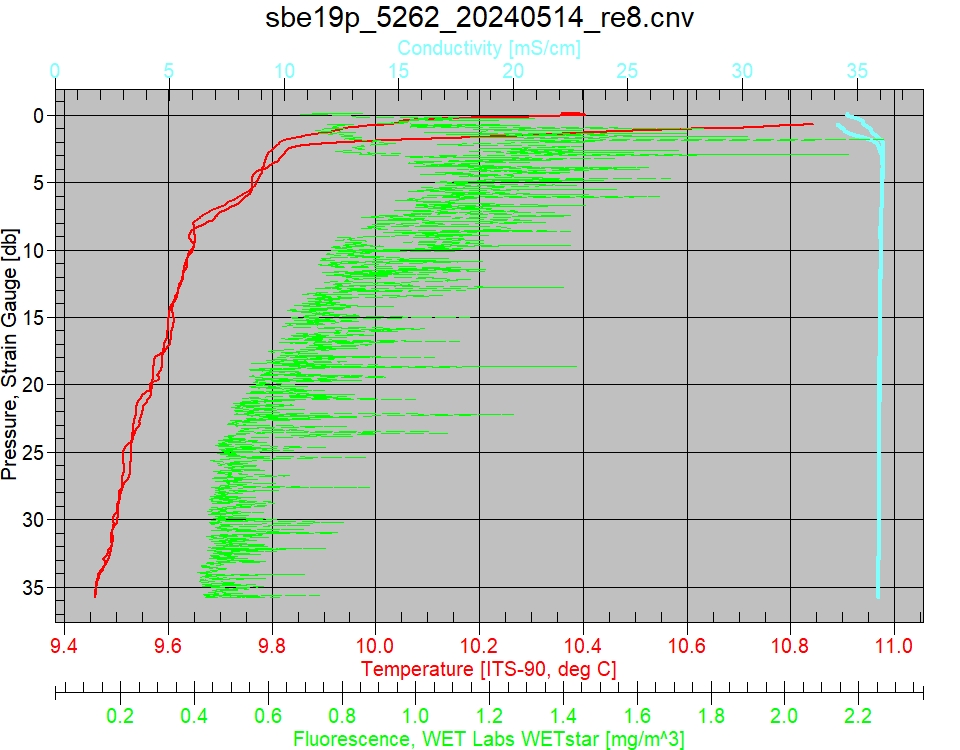 sbe19p_5262_20240514_re8.cnv
Conductivity [mS/cm]
0 5 10 15 20 25 30 35
Pressure, Strain Gauge [db]
0
5
10
15
20
25
30
35
9.4 9.6 9.8 10.0 10.2 10.4 10.6 10.8 11.0
Temperature [ITS-90, deg C]
0.2 0.4 0.6 0.8 1.0 1.2 1.4 1.6 1.8 2.0 2.2
Fluorescence, WET Labs WETstar [mg/m^3]